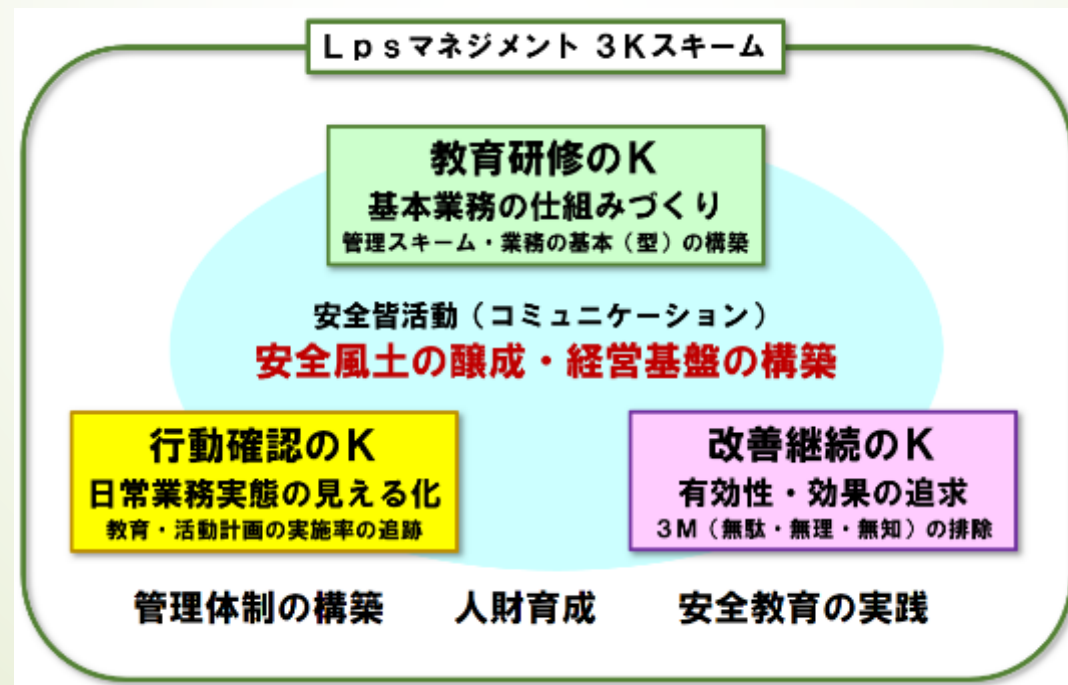 Ｌｐｓマネジメント ３Ｋスキーム
教育研修のＫ
基本業務の仕組みづくり
管理スキーム・業務の基本（型）の構築
安全皆活動（コミュニケーション）
安全風土の醸成・経営基盤の構築
行動確認のＫ
日常業務実態の見える化
教育・活動計画の実施率の追跡
改善継続のＫ
有効性・効果の追求
３Ｍ（無駄・無理・無知）の排除
管理体制の構築　人財育成　安全教育の実践